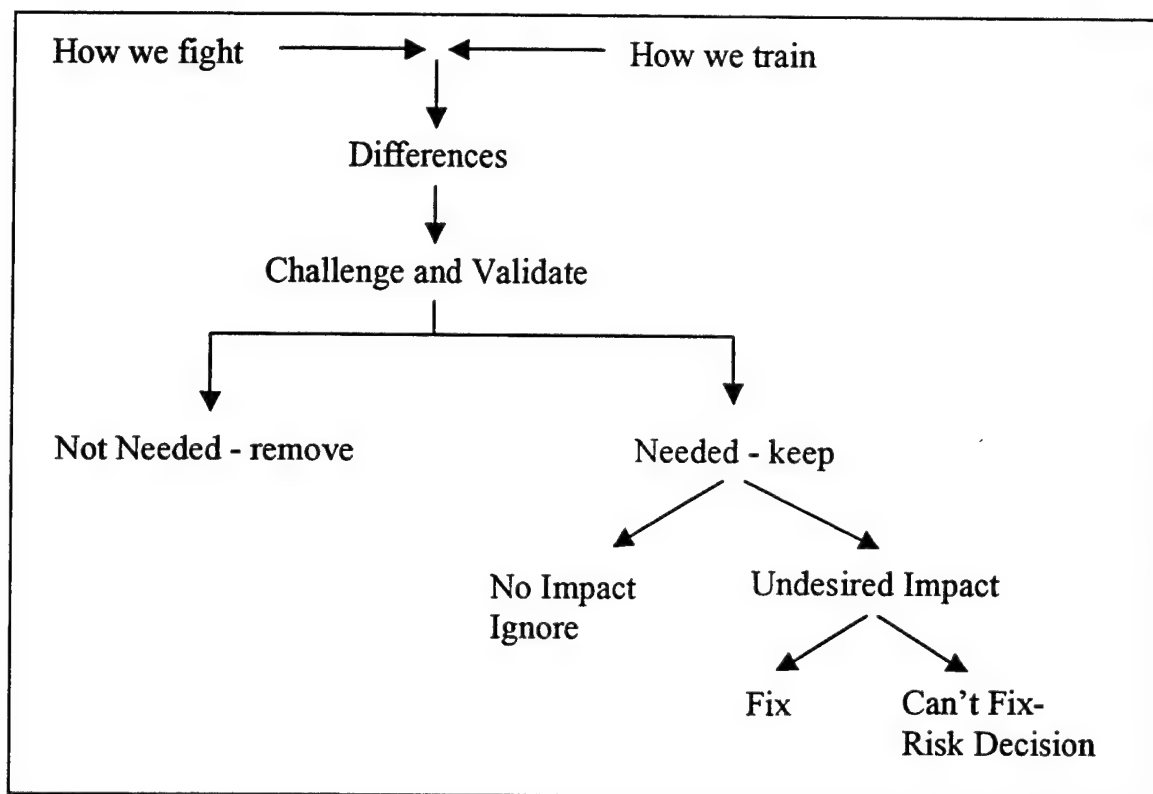 How we fight
How we train
Differences
Challenge and Validate
Not Needed - remove
Needed - keep
No Impact
Ignore
Undesired Impact
Fix
Can't Fix-
Risk Decision